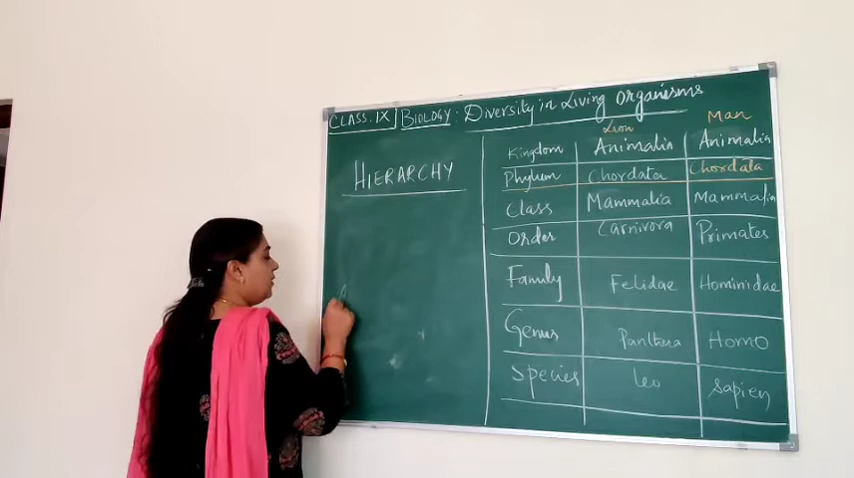 CLASS. IX] BIOLOGY: Diversity in Living Organisms
HIERARCHY
Lion Man
Kingdom Animalia Animalia
Phylum Chordata Chordata
Class Mammalia Mammalia
Order Carnivora Primates
Family Felidae Hominidae
Genus Panthera Homo
Species leo sapien